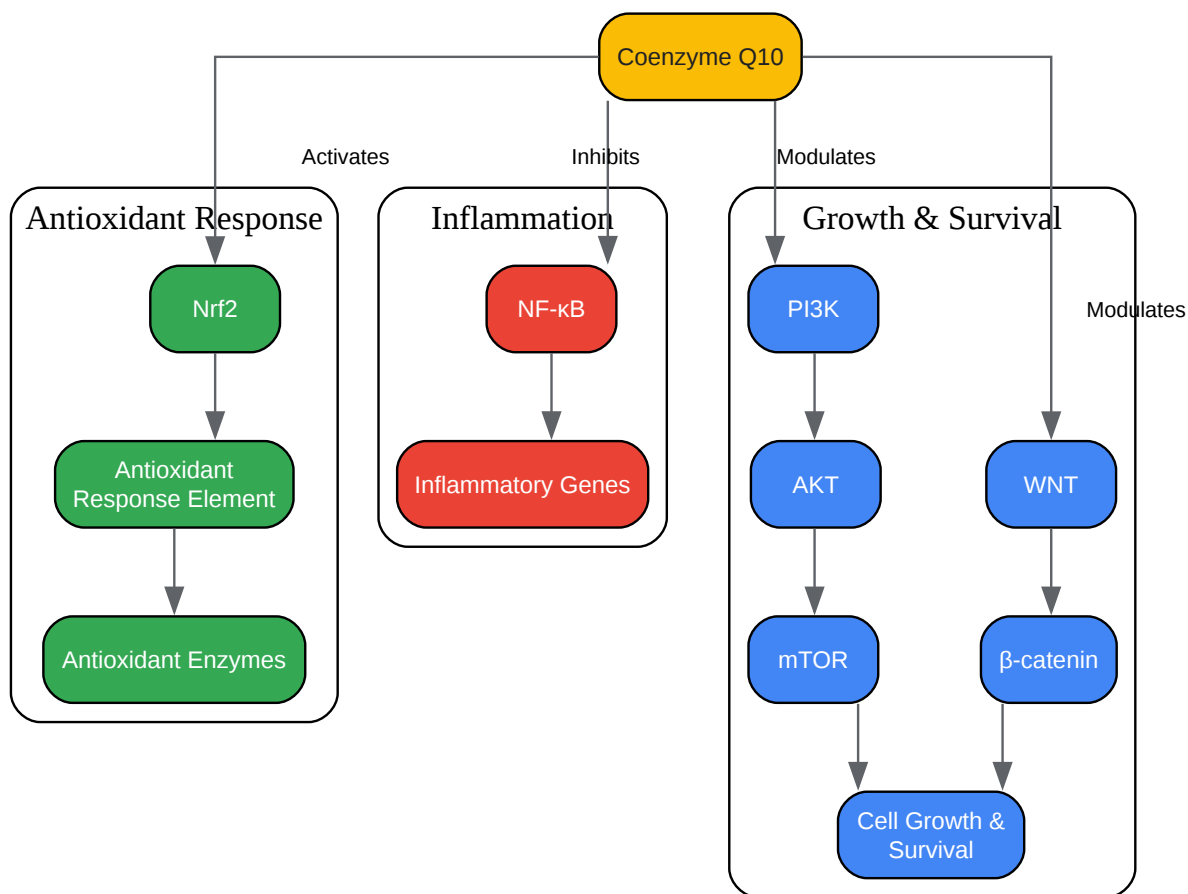 Coenzyme Q10
Activates
Inhibits
Modulates
Antioxidant Response
Inflammation
Growth & Survival
Nrf2
NF-κB
PI3K
Modulates
Antioxidant
Response Element
Inflammatory Genes
AKT
WNT
Antioxidant Enzymes
mTOR
β-catenin
Cell Growth &
Survival